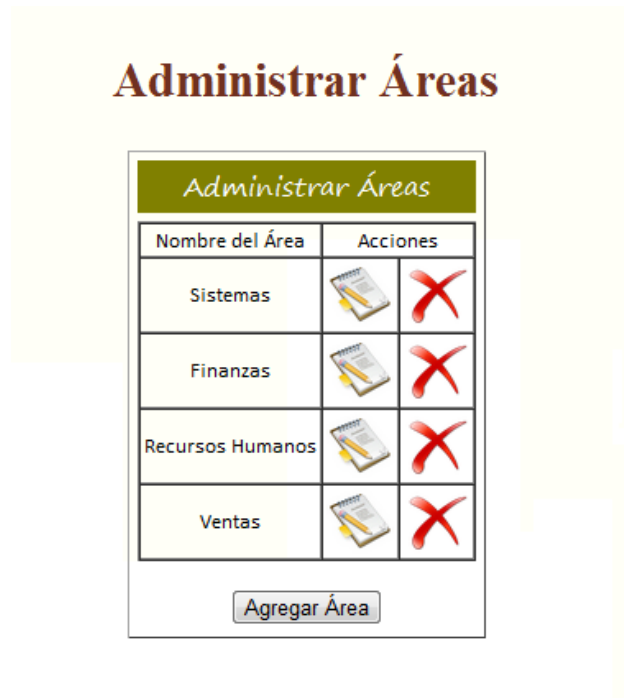 Administrar Áreas
Administrar Áreas
Nombre del Área Acciones
Sistemas
Finanzas
Recursos Humanos
Ventas
Agregar Área